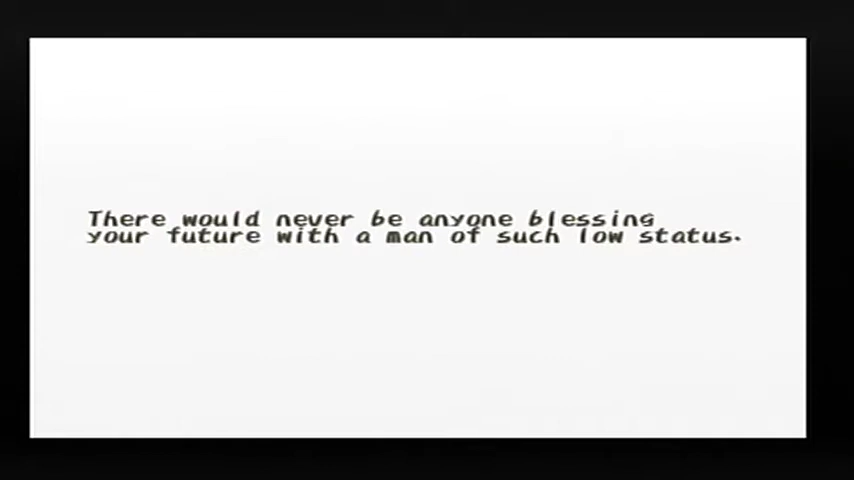 There would never be anyone blessing
your future with a man of such low status.